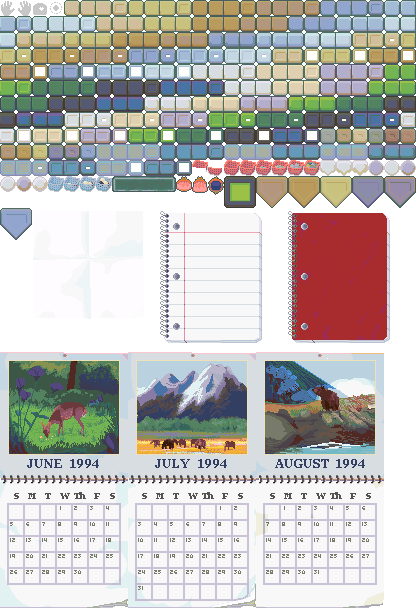 JUNE 1994
S M T W Th F S
1 2 3 4
5 6 7 8 9 10 11
12 13 14 15 16 17 18
19 20 21 22 23 24 25
26 27 28 29 30
JULY 1994
S M T W Th F S
1 2
3 4 5 6 7 8 9
10 11 12 13 14 15 16
17 18 19 20 21 22 23
24 25 26 27 28 29 30
31
AUGUST 1994
S M T W Th F S
1 2 3 4 5 6
7 8 9 10 11 12 13
14 15 16 17 18 19 20
21 22 23 24 25 26 27
28 29 30 31